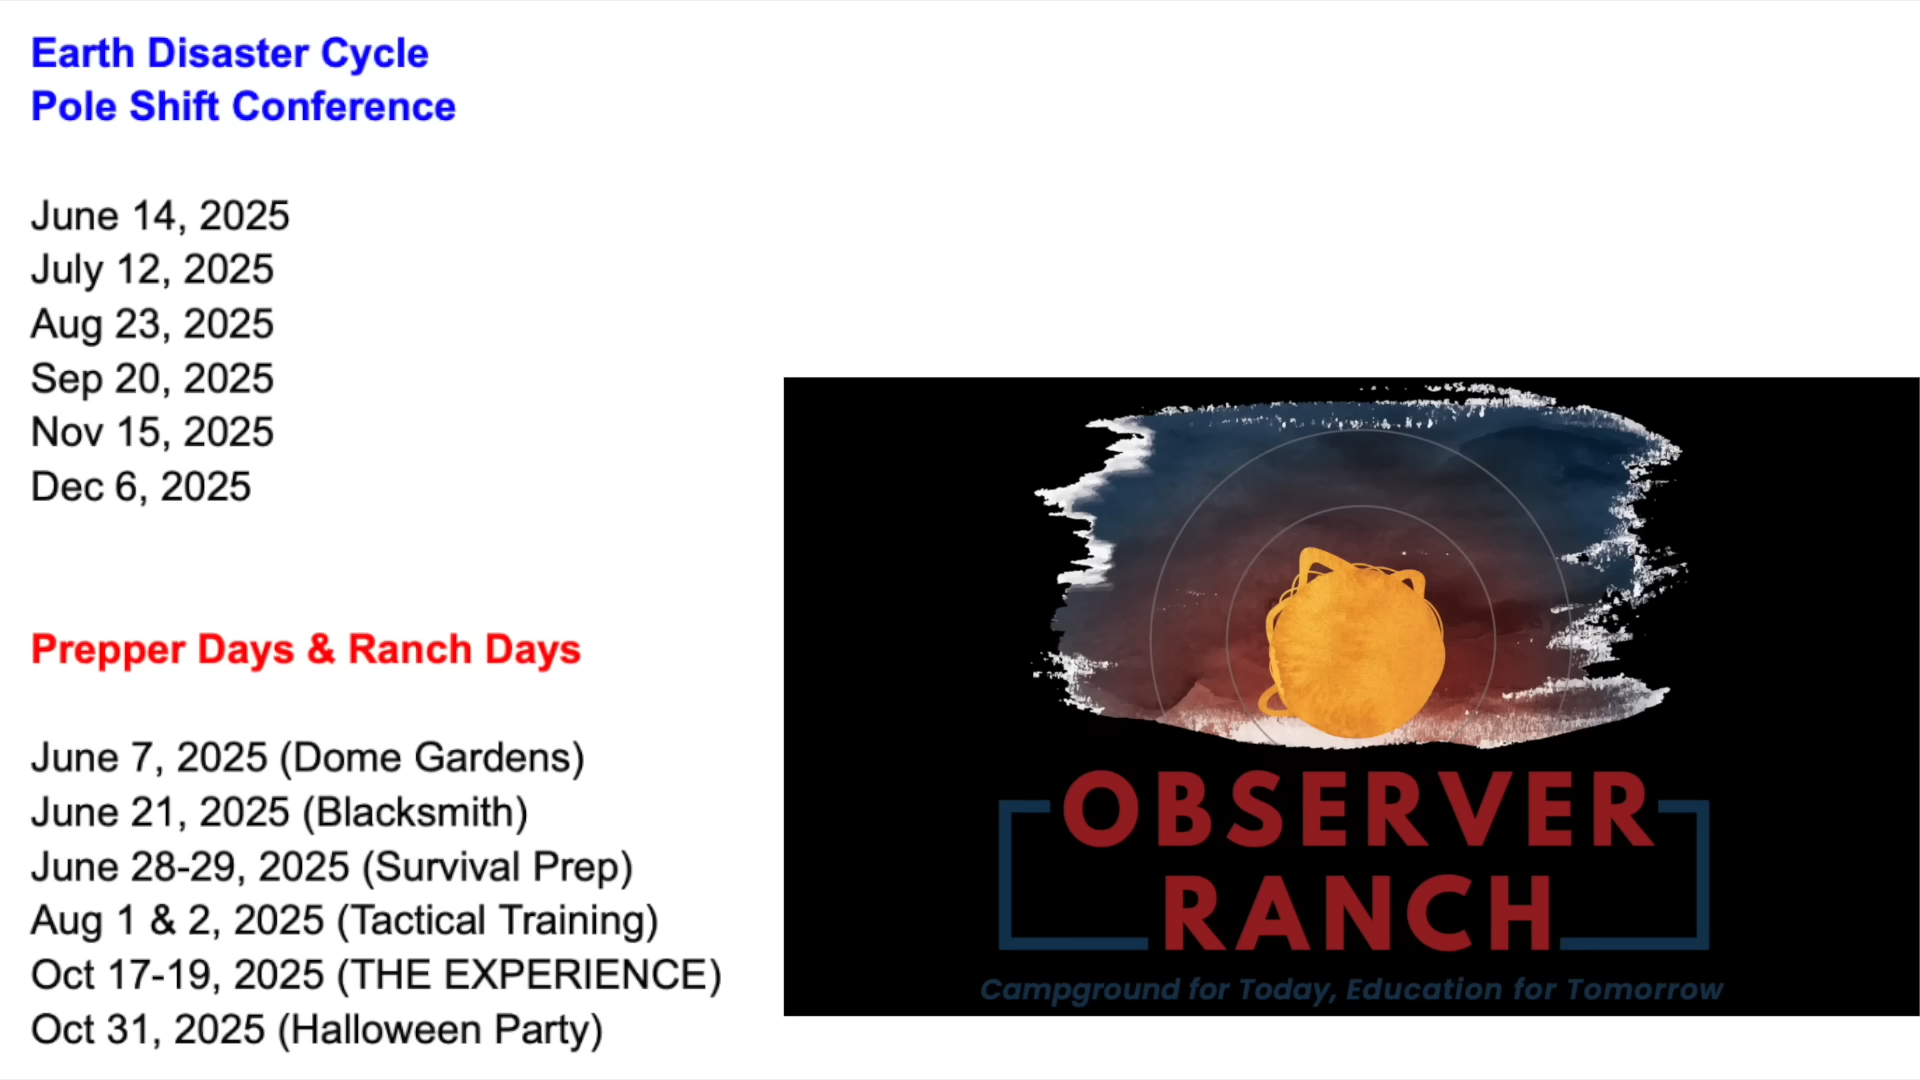 Earth Disaster Cycle
Pole Shift Conference
June 14, 2025
July 12, 2025
Aug 23, 2025
Sep 20, 2025
Nov 15, 2025
Dec 6, 2025
Prepper Days & Ranch Days
June 7, 2025 (Dome Gardens)
June 21, 2025 (Blacksmith)
June 28-29, 2025 (Survival Prep)
Aug 1 & 2, 2025 (Tactical Training)
Oct 17-19, 2025 (THE EXPERIENCE)
Oct 31, 2025 (Halloween Party)
OBSERVER
RANCH
Campground for Today, Education for Tomorrow